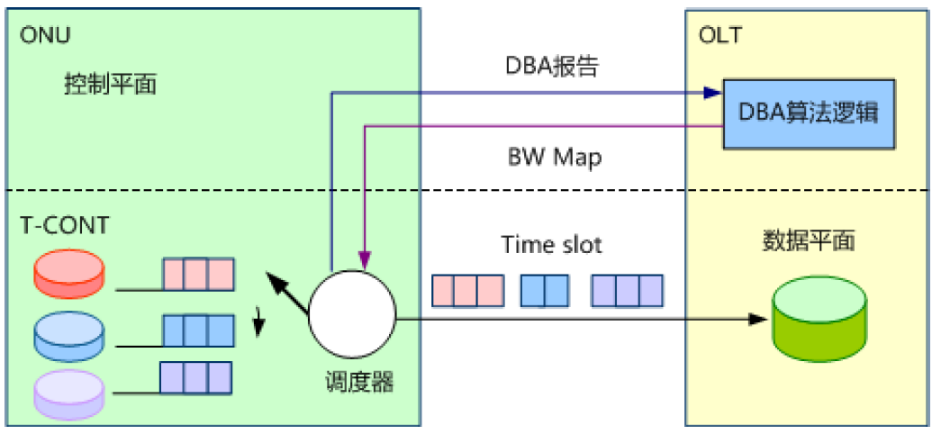 ONU
OLT
控制平面
DBA报告
DBA算法逻辑
BW Map
T-CONT
Time slot
数据平面
调度器